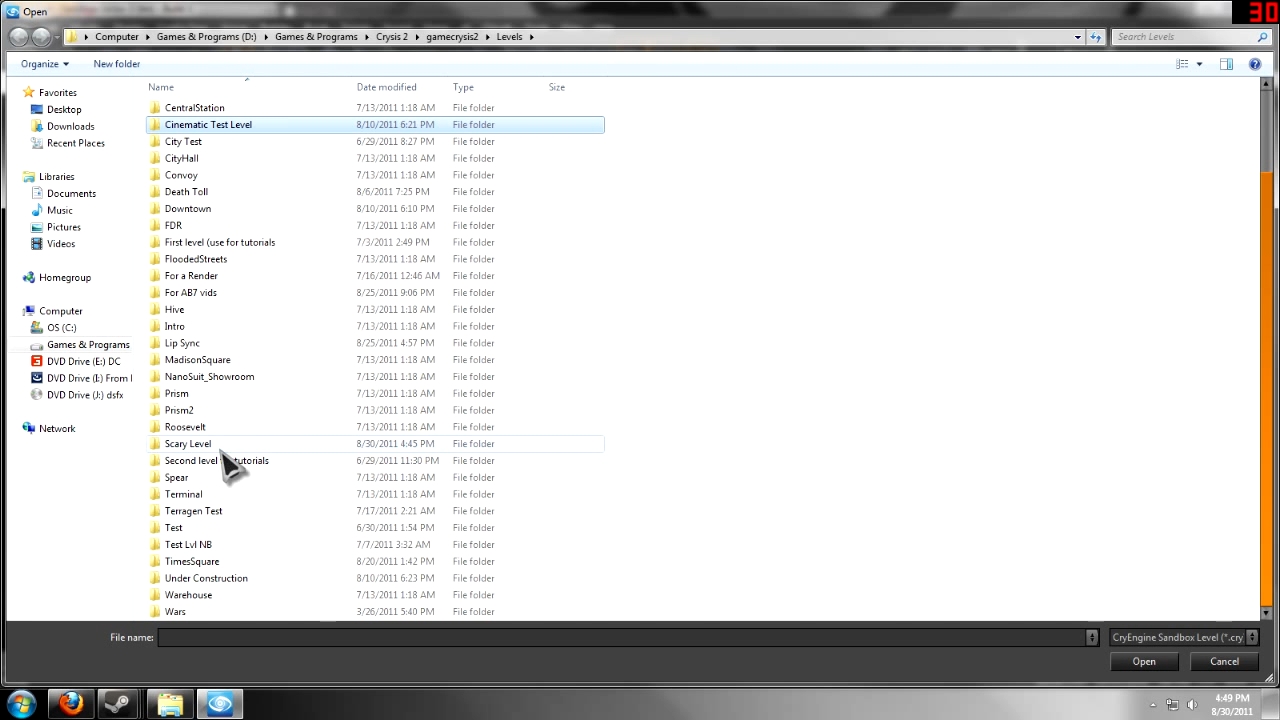 Open
30
Computer Games & Programs (D:) Games & Programs Crysis 2 gamecrysis2 Levels Search Levels
Organize New folder
Name Date modified Type Size
Favorites
Desktop
Downloads
Recent Places
Libraries
Documents
Music
Pictures
Videos
Homegroup
Computer
OS (C:)
Games & Programs
DVD Drive (E:) DC
DVD Drive (I:) From I
DVD Drive (J:) dsfx
Network
CentralStation 7/13/2011 1:18 AM File folder
Cinematic Test Level 8/10/2011 6:21 PM File folder
City Test 6/29/2011 8:27 PM File folder
CityHall 7/13/2011 1:18 AM File folder
Convoy 7/13/2011 1:18 AM File folder
Death Toll 8/6/2011 7:25 PM File folder
Downtown 8/10/2011 6:10 PM File folder
FDR 7/13/2011 1:18 AM File folder
First level (use for tutorials 7/3/2011 2:49 PM File folder
FloodedStreets 7/13/2011 1:18 AM File folder
For a Render 7/16/2011 12:46 AM File folder
For AB7 vids 8/25/2011 9:06 PM File folder
Hive 7/13/2011 1:18 AM File folder
Intro 7/13/2011 1:18 AM File folder
Lip Sync 8/25/2011 4:57 PM File folder
MadisonSquare 7/13/2011 1:18 AM File folder
NanoSuit_Showroom 7/13/2011 1:18 AM File folder
Prism 7/13/2011 1:18 AM File folder
Prism2 7/13/2011 1:18 AM File folder
Roosevelt 7/13/2011 1:18 AM File folder
Scary Level 8/30/2011 4:45 PM File folder
Second level tutorials 6/29/2011 11:30 PM File folder
Spear 7/13/2011 1:18 AM File folder
Terminal 7/13/2011 1:18 AM File folder
Terragen Test 7/17/2011 2:21 AM File folder
Test 6/30/2011 1:54 PM File folder
Test Lvl NB 7/7/2011 3:32 AM File folder
TimesSquare 8/20/2011 1:42 PM File folder
Under Construction 8/10/2011 6:23 PM File folder
Warehouse 7/13/2011 1:18 AM File folder
Wars 3/26/2011 5:40 PM File folder
File name: CryEngine Sandbox Level (*.cry
Open Cancel
4:49 PM
8/30/2011